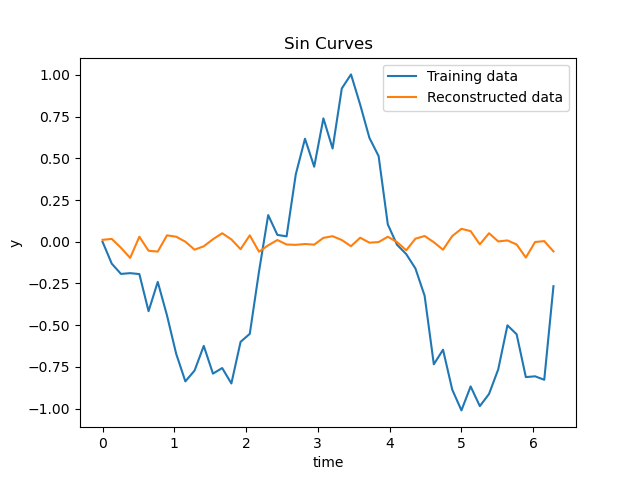 Sin Curves
Training data
Reconstructed data
1.00
0.75
0.50
0.25
0.00
−0.25
−0.50
−0.75
−1.00
y
0 1 2 3 4 5 6
time